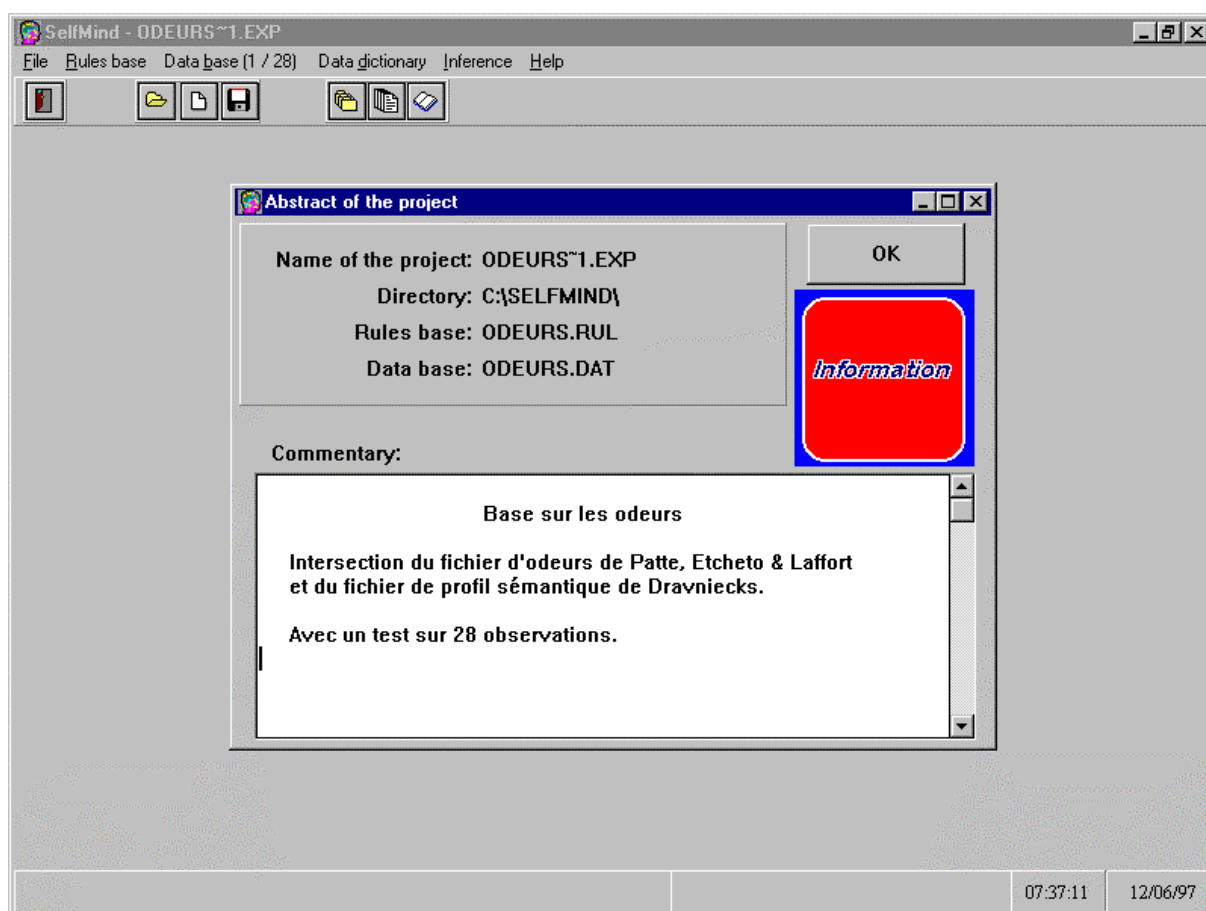 SelfMind - ODEURS~1.EXP
File Rules base Data base (1 / 28) Data dictionary Inference Help
Abstract of the project
Name of the project: ODEURS~1.EXP
OK
Directory: C:\SELFMIND\
Rules base: ODEURS.RUL
Data base: ODEURS.DAT
Information
Commentary:
Base sur les odeurs
Intersection du fichier d'odeurs de Patte, Etcheto & Laffort
et du fichier de profil sémantique de Dravniecks.
Avec un test sur 28 observations.
07:37:11 12/06/97